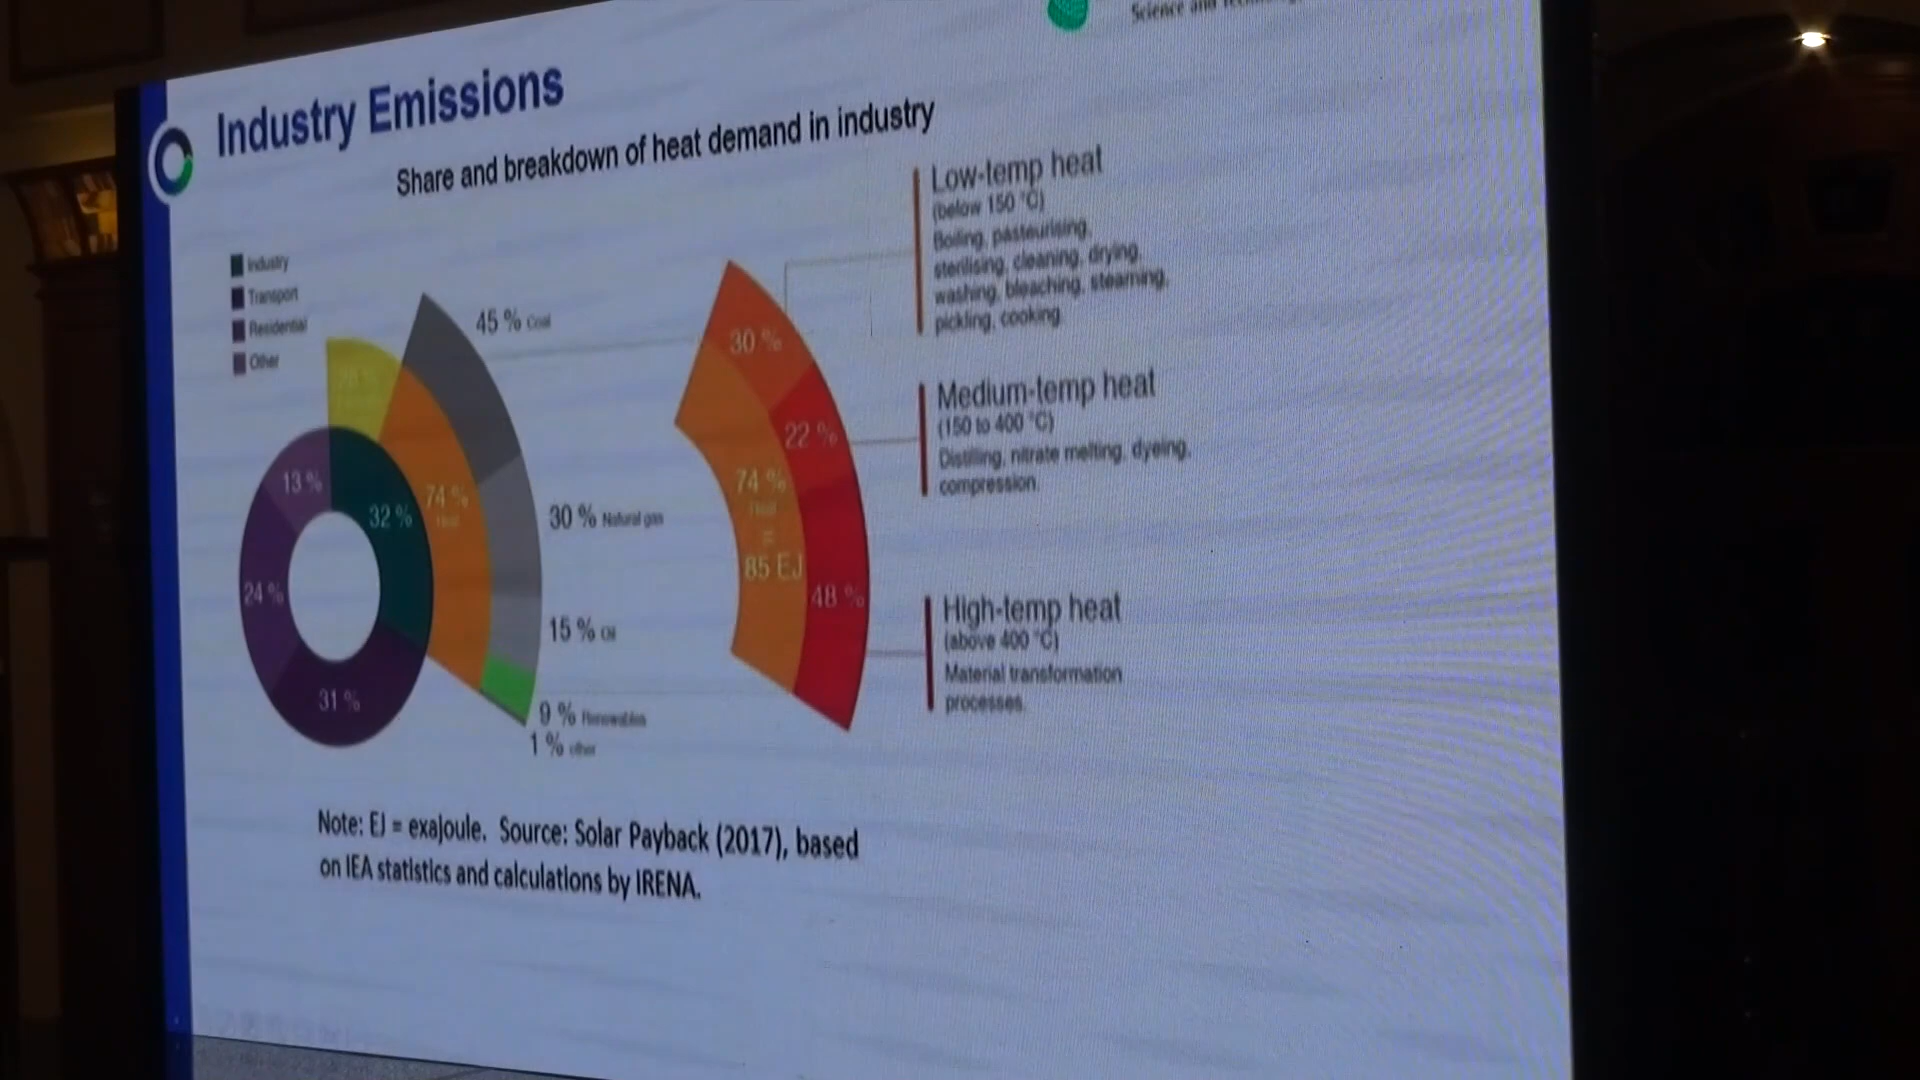 Science and
Industry Emissions
Share and breakdown of heat demand in industry
Industry
Transport
Residential
Other
13 %
32 %
24 %
31 %
74 %
45 % Coal
30 % Natural gas
15 % Oil
9 % Renewables
1 % other
30 %
22 %
74 %
=
85 EJ
48 %
Low-temp heat
(below 150 °C)
Boiling, pasteurising,
sterilising, cleaning, drying,
washing, bleaching, steaming,
pickling, cooking.
Medium-temp heat
(150 to 400 °C)
Distilling, nitrate melting, dyeing,
compression.
High-temp heat
(above 400 °C)
Material transformation
processes.
Note: EJ = exajoule. Source: Solar Payback (2017), based
on IEA statistics and calculations by IRENA.